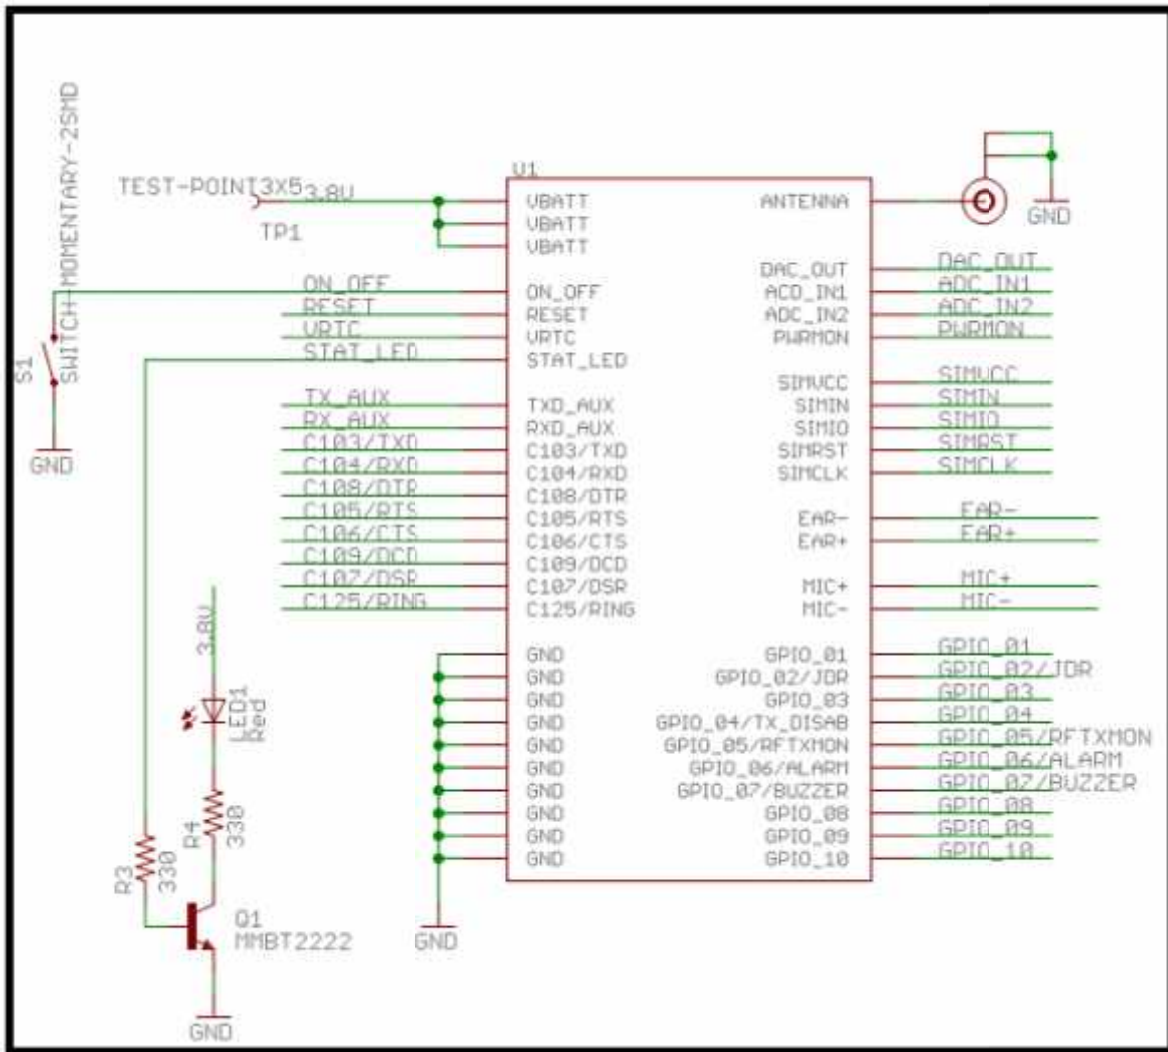 SWITCH-MOMENTARY-2SMD
S1
GND
TEST-POINT3X5
3.8V
TP1
ON_OFF
RESET
VRTC
STAT_LED
TX_AUX
RX_AUX
C103/TXD
C104/RXD
C108/DTR
C105/RTS
C106/CTS
C109/DCD
C107/DSR
C125/RING
3.8V
LED1
Red
R4
330
R3
330
Q1
MMBT2222
GND
GND
U1
VBATT
VBATT
VBATT
ON_OFF
RESET
VRTC
STAT_LED
TXD_AUX
RXD_AUX
C103/TXD
C104/RXD
C108/DTR
C105/RTS
C106/CTS
C109/DCD
C107/DSR
C125/RING
GND
GND
GND
GND
GND
GND
GND
GND
GND
GND
ANTENNA
DAC_OUT
ACD_IN1
ADC_IN2
PWRMON
SIMVCC
SIMIN
SIMIO
SIMRST
SIMCLK
EAR-
EAR+
MIC+
MIC-
GPIO_01
GPIO_02/JDR
GPIO_03
GPIO_04/TX_DISAB
GPIO_05/RFTXMON
GPIO_06/ALARM
GPIO_07/BUZZER
GPIO_08
GPIO_09
GPIO_10
GND
DAC_OUT
ADC_IN1
ADC_IN2
PWRMON
SIMVCC
SIMIN
SIMIO
SIMRST
SIMCLK
EAR-
EAR+
MIC+
MIC-
GPIO_01
GPIO_02/JDR
GPIO_03
GPIO_04
GPIO_05/RFTXMON
GPIO_06/ALARM
GPIO_07/BUZZER
GPIO_08
GPIO_09
GPIO_10